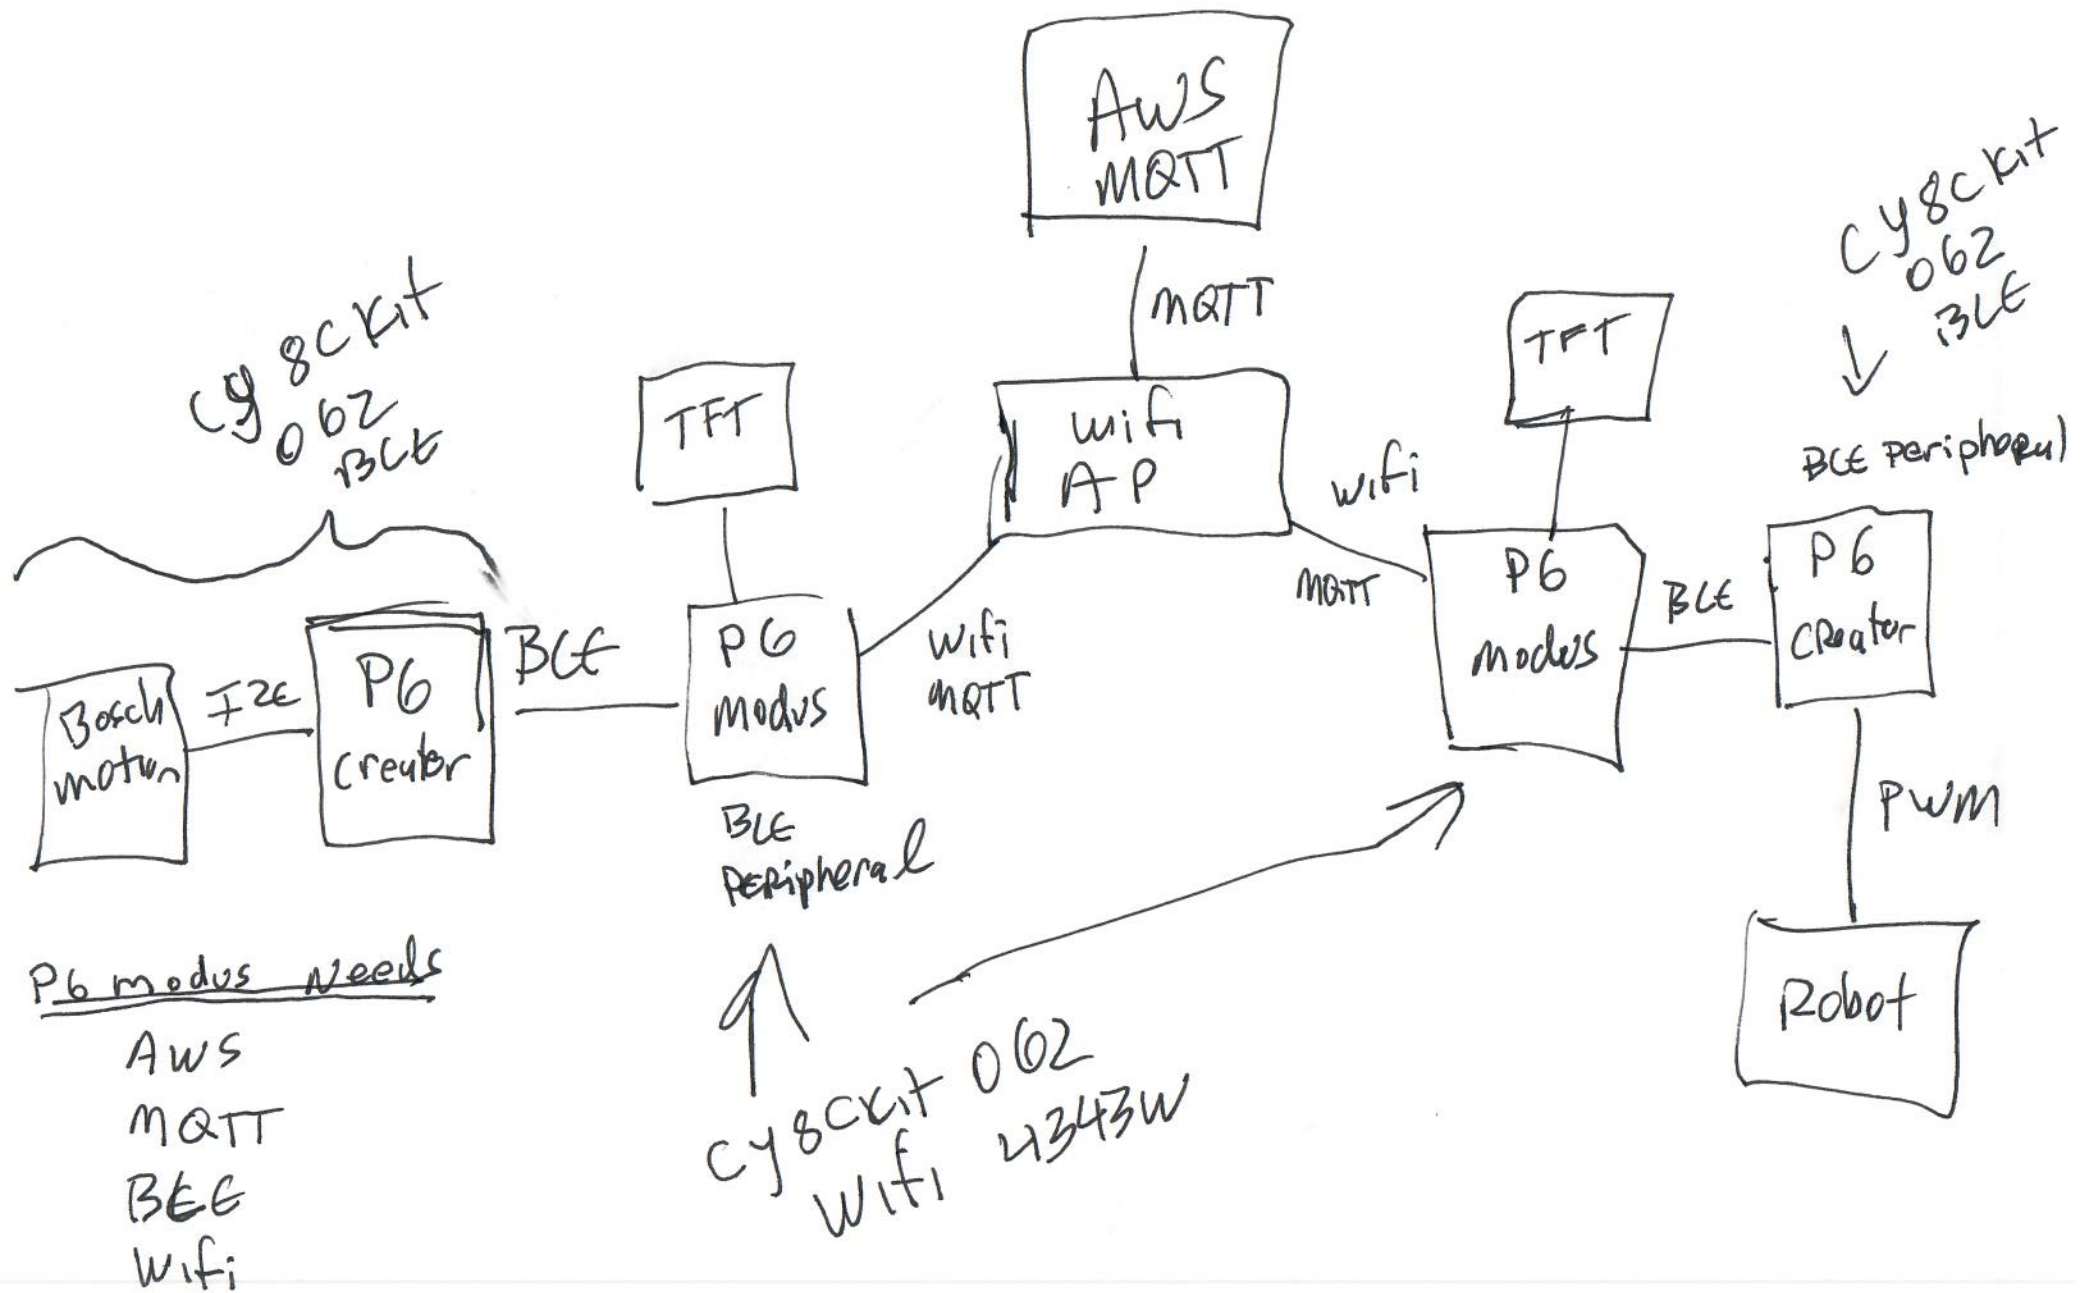 AWS
MQTT
MQTT
Cy8CKit
062
BLE
TFT
Wifi
AP
wifi
MQTT
TFT
Cy8CKit
062
BLE
BLE Peripheral
Bosch
motion
I2C
P6
Creator
BLE
P6
modus
Wifi
MQTT
BLE
Peripheral
P6
modus
BLE
P6
Creator
PWM
Robot
P6 modus Needs
AWS
MQTT
BLE
Wifi
Cy8CKit 062
Wifi 4343W